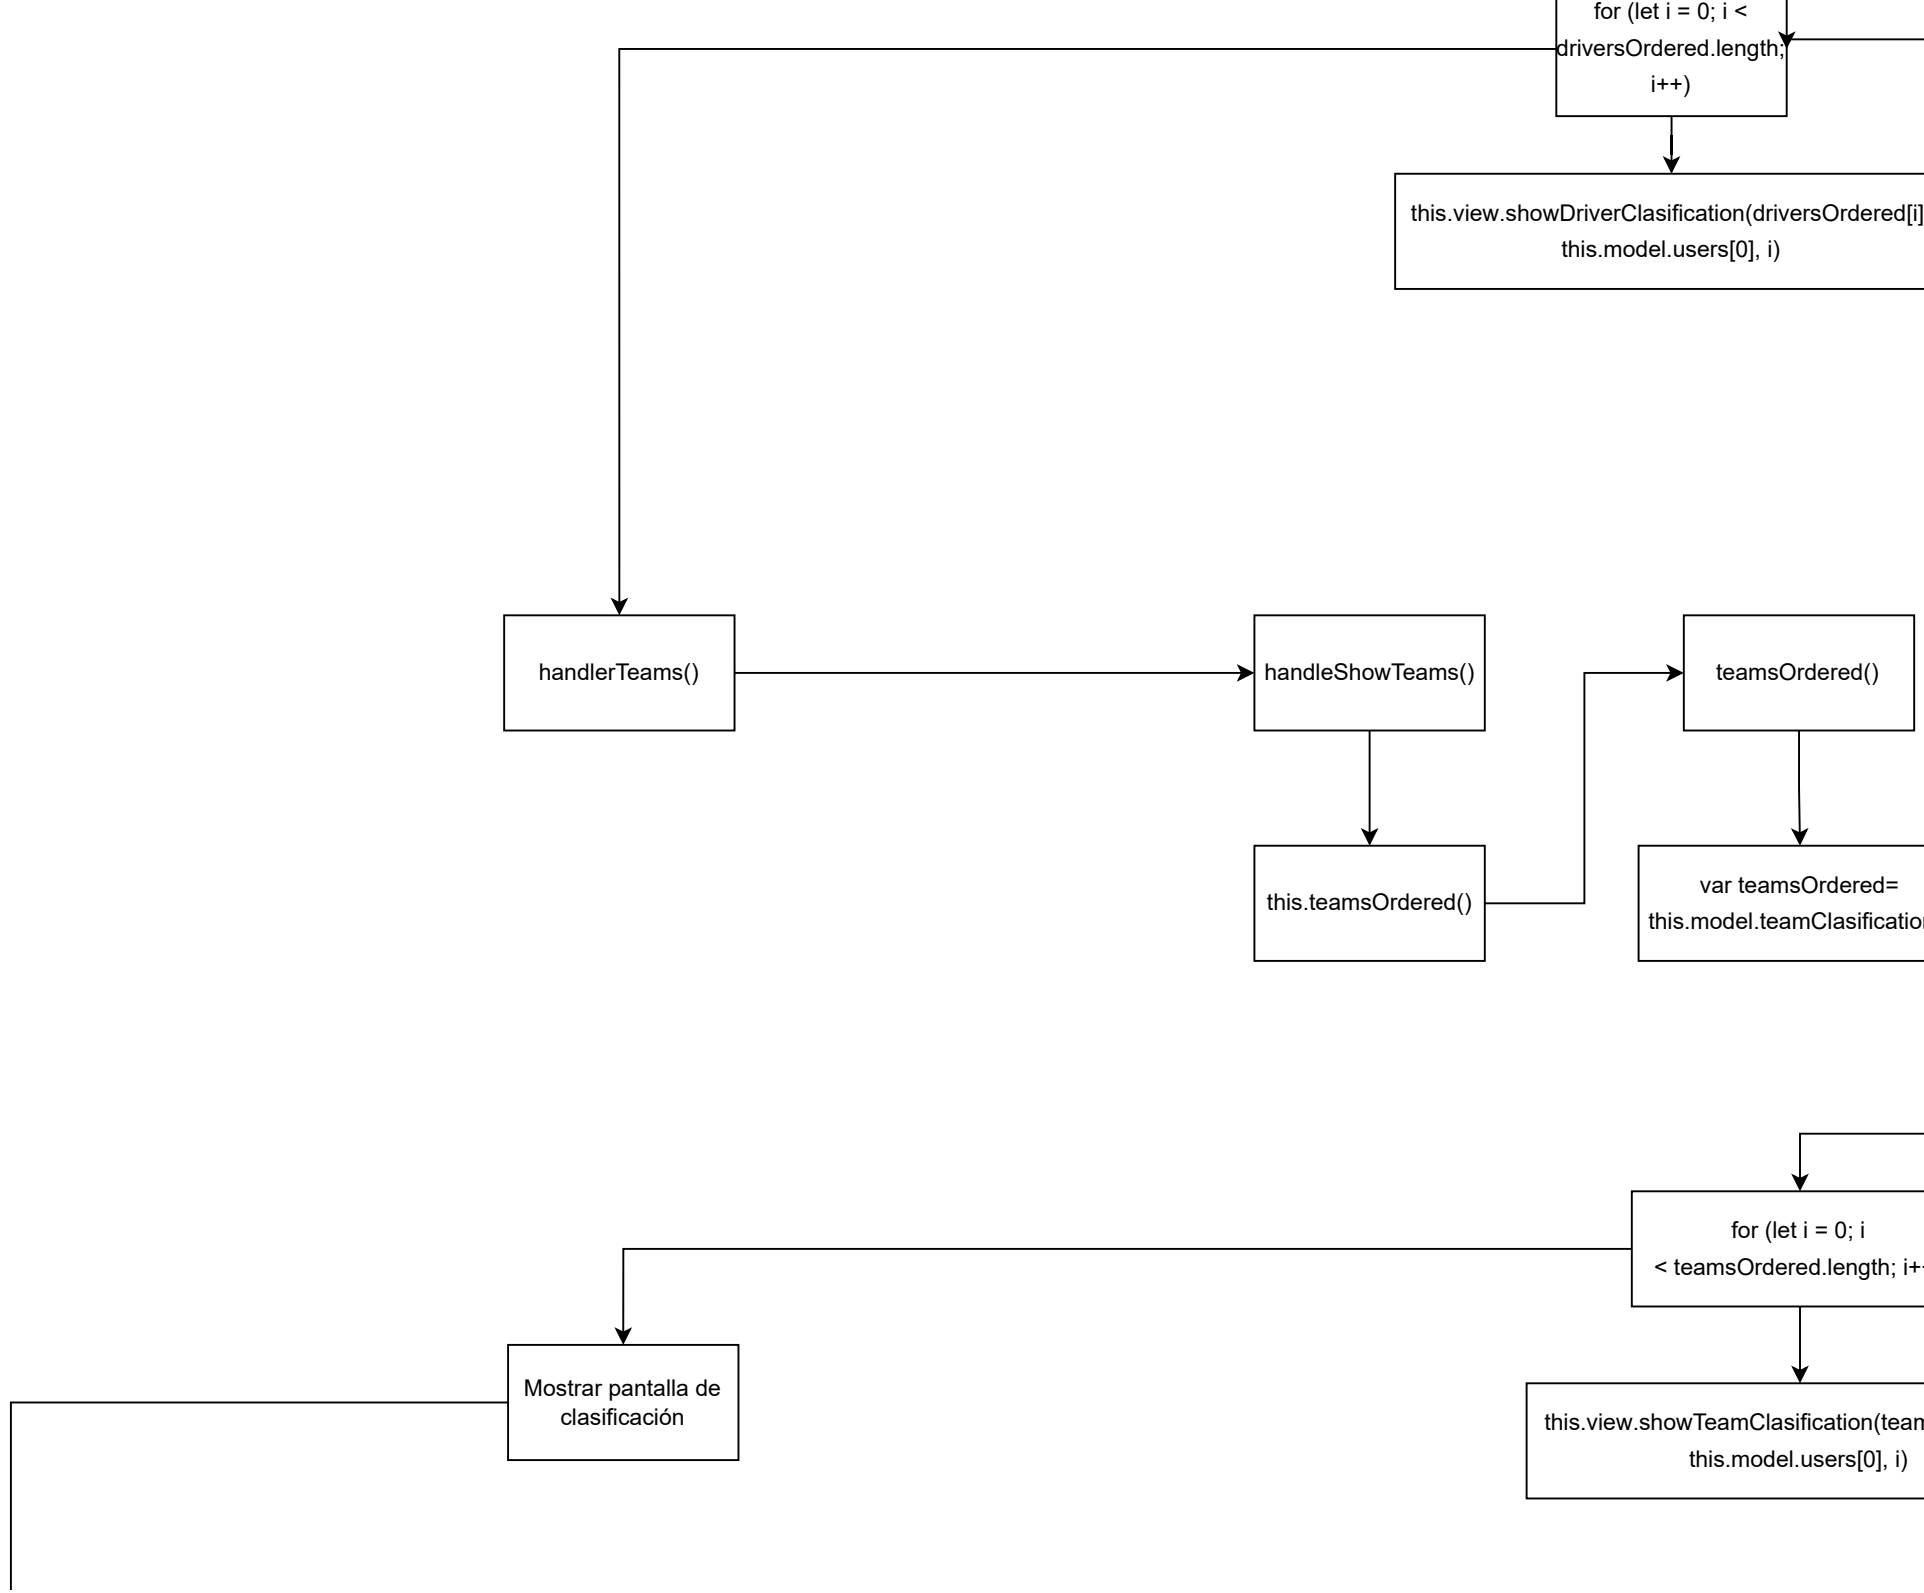 for (let i = 0; i <
driversOrdered.length;
i++)
this.view.showDriverClasification(driversOrdered[i]
this.model.users[0], i)
handlerTeams()
handleShowTeams()
teamsOrdered()
this.teamsOrdered()
var teamsOrdered=
this.model.teamClasificatio
for (let i = 0; i
< teamsOrdered.length; i+
Mostrar pantalla de
clasificación
this.view.showTeamClasification(team
this.model.users[0], i)